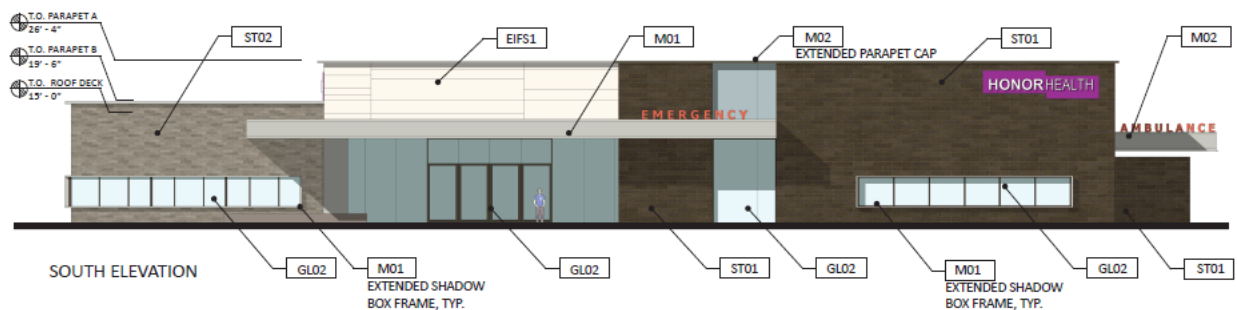 T.O. PARAPET A
26' - 4"
ST02
EIFS1
M01
M02
EXTENDED PARAPET CAP
ST01
M02
T.O. PARAPET B
19' - 6"
T.O. ROOF DECK
15' - 0"
HONORHEALTH
EMERGENCY
AMBULANCE
SOUTH ELEVATION
GL02
M01
EXTENDED SHADOW
BOX FRAME, TYP.
GL02
ST01
GL02
M01
EXTENDED SHADOW
BOX FRAME, TYP.
GL02
ST01